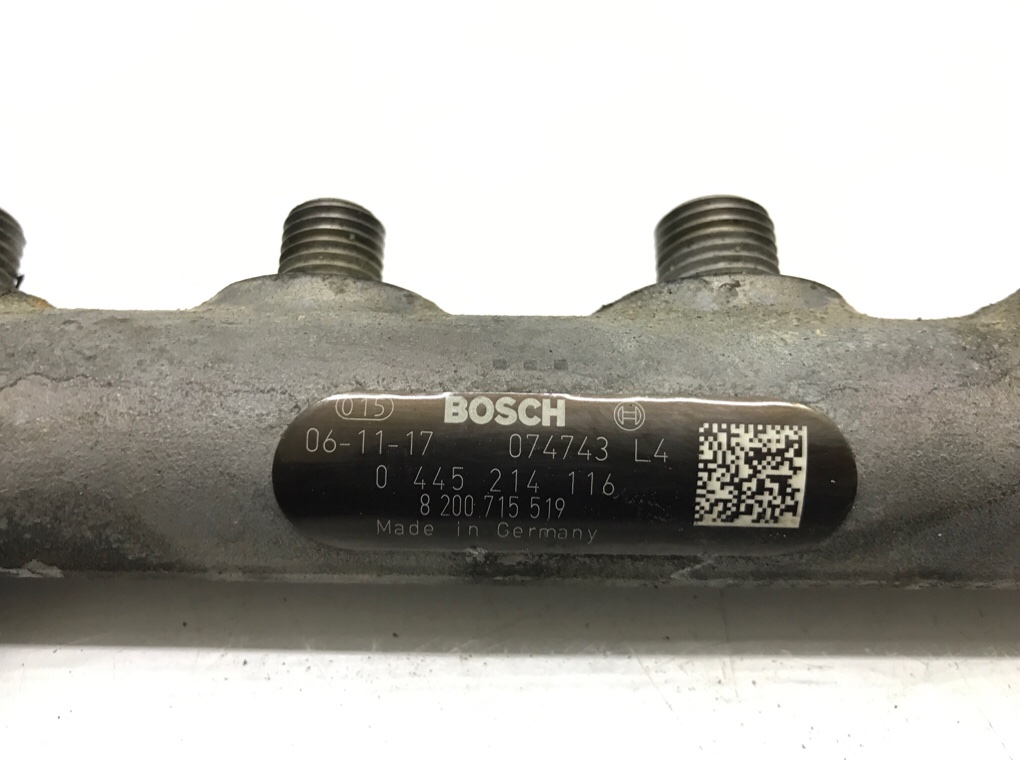 015 BOSCH
06-11-17 074743 L4
0 445 214 116
8 200 715 519
Made in Germany